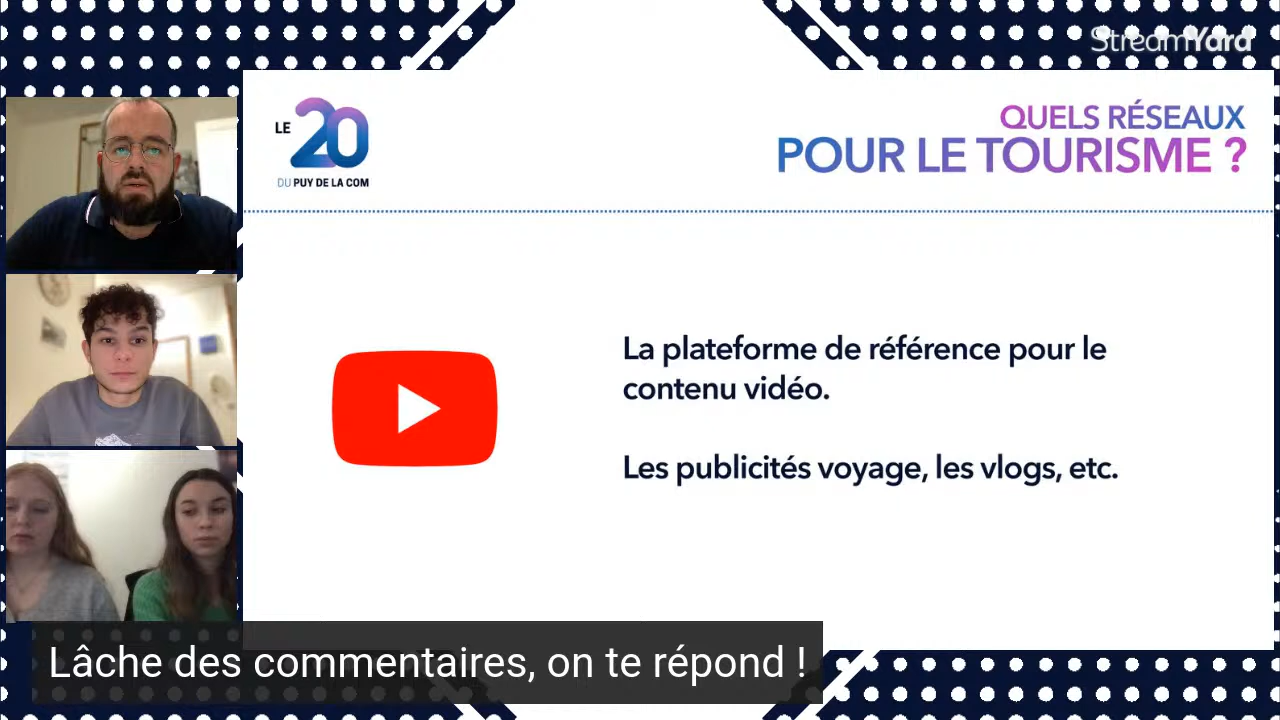 StreamYard
LE 20
DU PUY DE LA COM
QUELS RÉSEAUX
POUR LE TOURISME ?
La plateforme de référence pour le
contenu vidéo.
Les publicités voyage, les vlogs, etc.
Lâche des commentaires, on te répond !